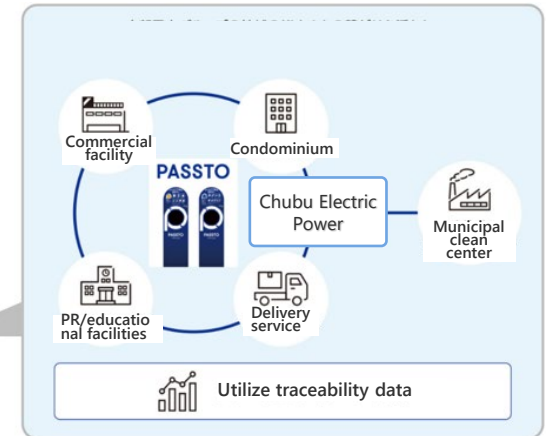 Commercial
facility
Condominium
PASSTO
Chubu Electric
Power
Municipal
clean
center
PR/educatio
nal facilities
Delivery
service
Utilize traceability data